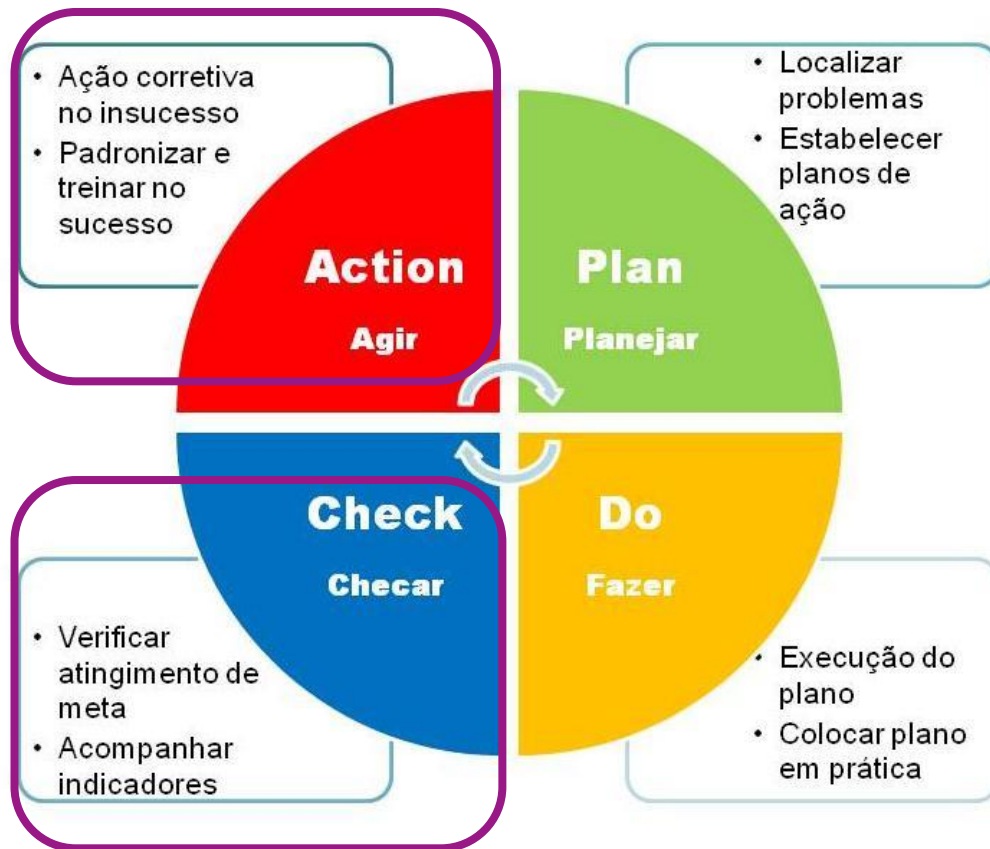 • Ação corretiva
no insucesso
• Padronizar e
treinar no
sucesso
Action
Agir
• Localizar
problemas
• Estabelecer
planos de
ação
Plan
Planejar
• Verificar
atingimento de
meta
• Acompanhar
indicadores
Check
Checar
Do
Fazer
• Execução do
plano
• Colocar plano
em prática